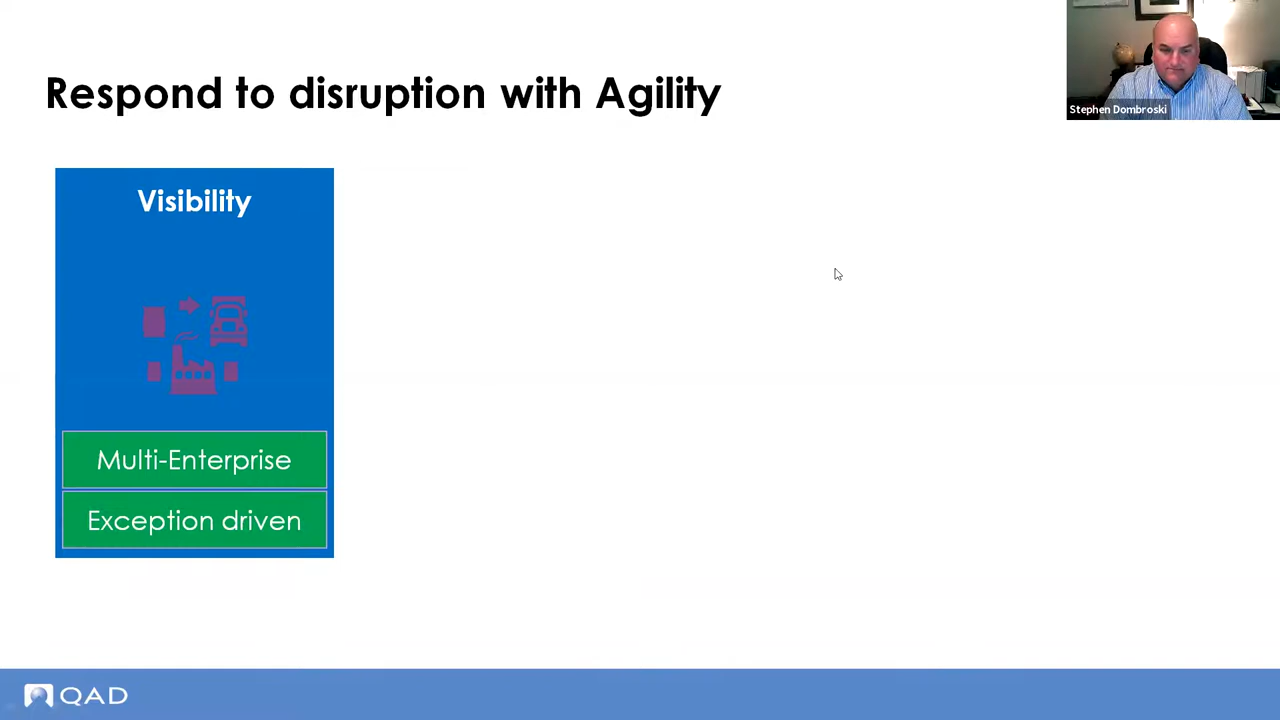 Respond to disruption with Agility
Stephen Dombroski
Visibility
Multi-Enterprise
Exception driven
QAD